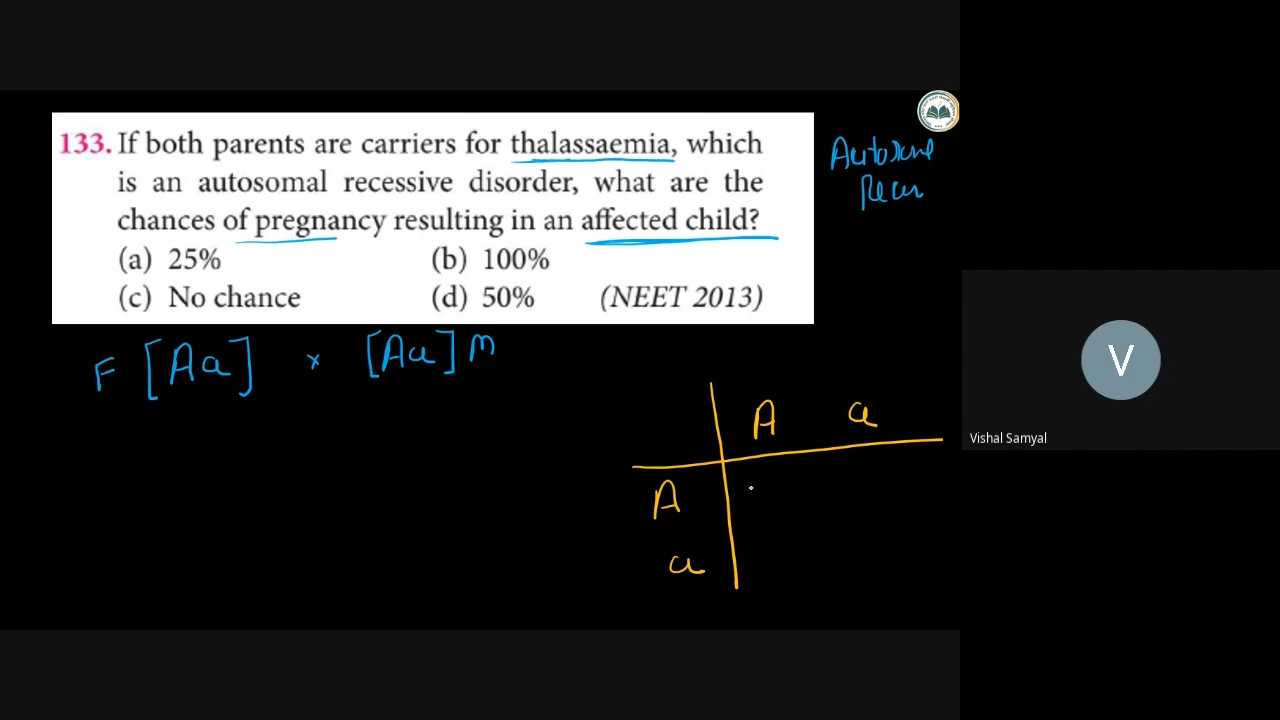 133. If both parents are carriers for thalassaemia, which
is an autosomal recessive disorder, what are the
chances of pregnancy resulting in an affected child?
(a) 25% (b) 100%
(c) No chance (d) 50% (NEET 2013)
F [Aa] × [Aa] M
A a
A
a
V
Vishal Samyal